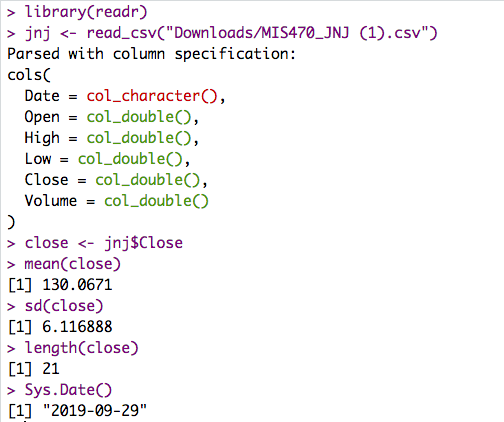 > library(readr)
> jnj <- read_csv("Downloads/MIS470_JNJ (1).csv")
Parsed with column specification:
cols(
  Date = col_character(),
  Open = col_double(),
  High = col_double(),
  Low = col_double(),
  Close = col_double(),
  Volume = col_double()
)
> close <- jnj$Close
> mean(close)
[1] 130.0671
> sd(close)
[1] 6.116888
> length(close)
[1] 21
> Sys.Date()
[1] "2019-09-29"